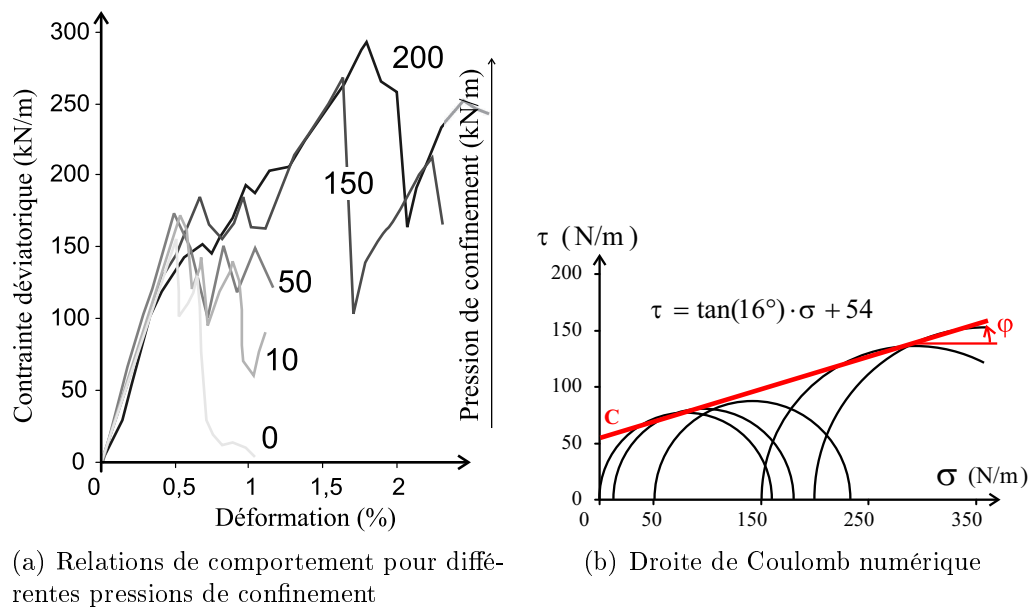 Contrainte déviatorique (kN/m)
300
250
200
150
100
50
0
0
0,5
1
1,5
2
Déformation (%)
200
150
50
10
0
Pression de confinement (kN/m)
τ (N/m)
200
150
100
50
0
τ = tan(16°)·σ + 54
φ
C
σ (N/m)
0
50
150
250
350
(a) Relations de comportement pour diffé-
rentes pressions de confinement
(b) Droite de Coulomb numérique